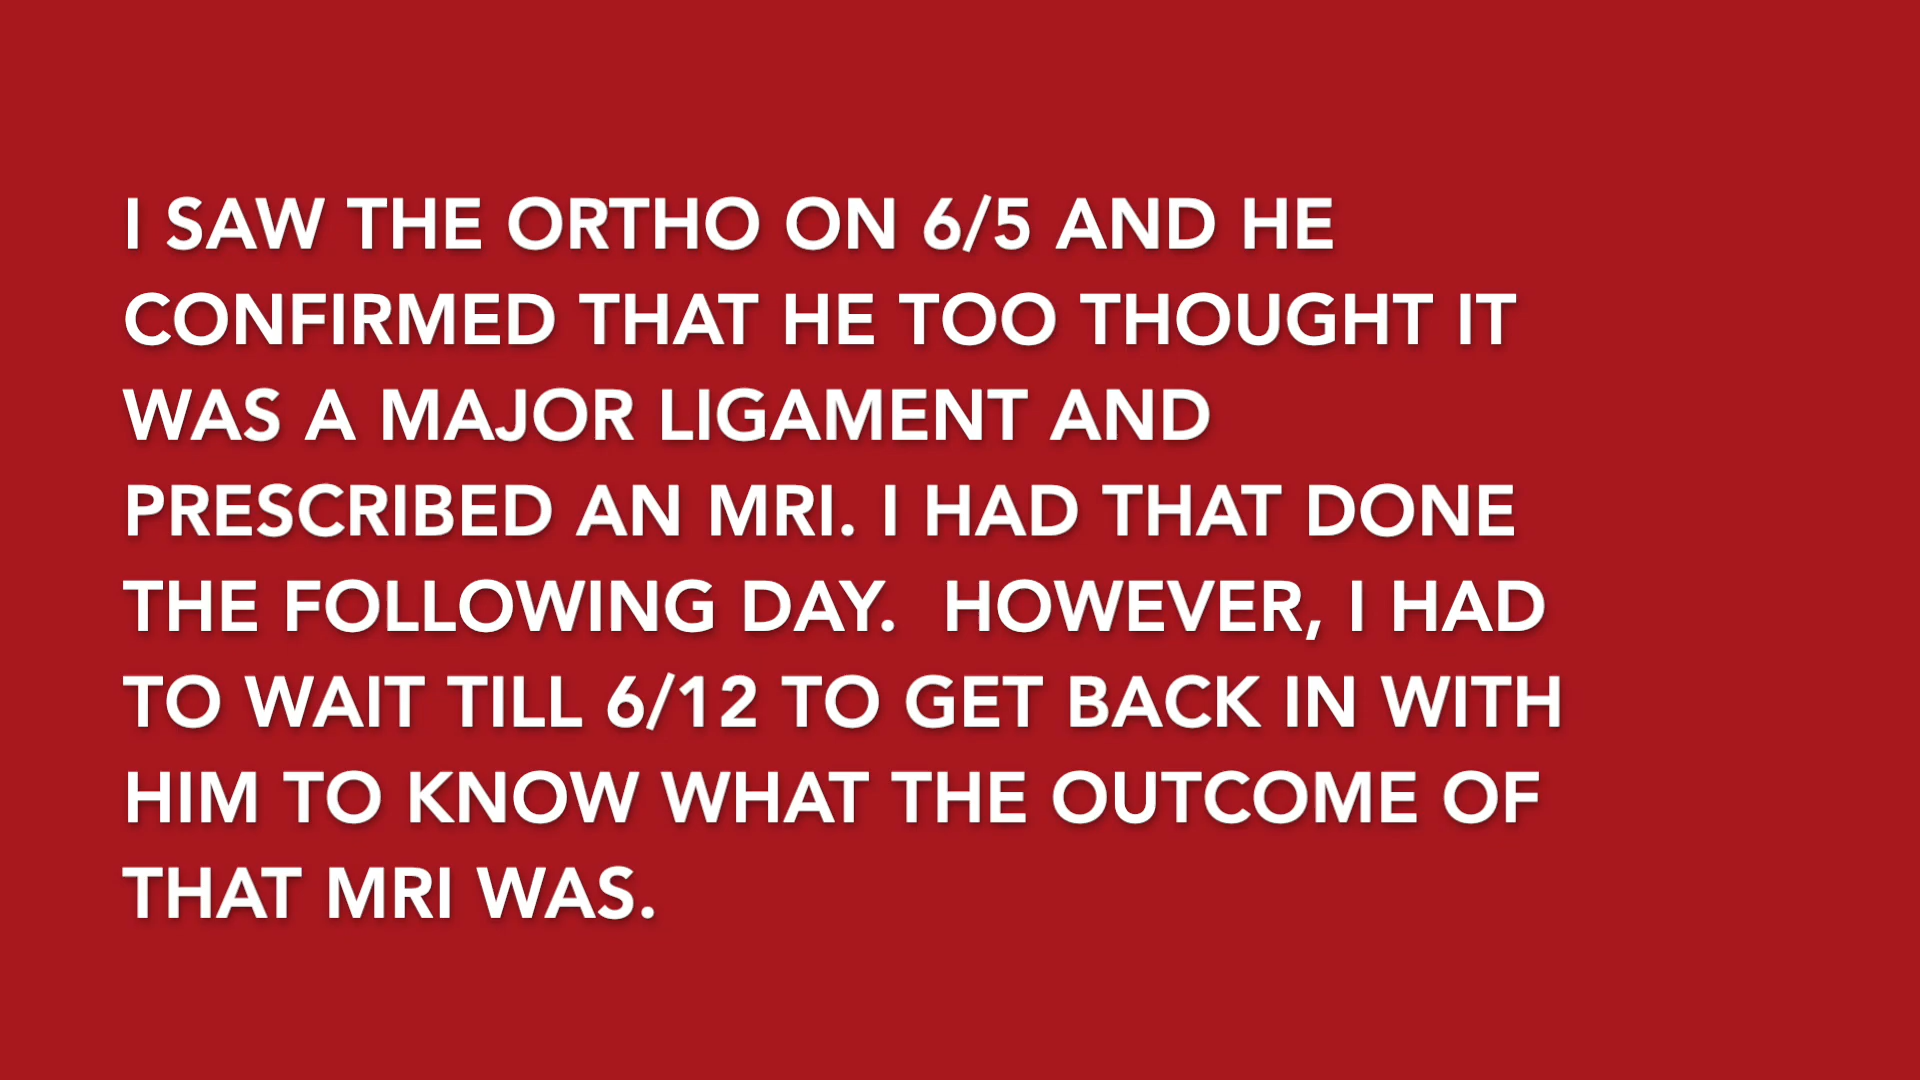 I SAW THE ORTHO ON 6/5 AND HE
CONFIRMED THAT HE TOO THOUGHT IT
WAS A MAJOR LIGAMENT AND
PRESCRIBED AN MRI. I HAD THAT DONE
THE FOLLOWING DAY.  HOWEVER, I HAD
TO WAIT TILL 6/12 TO GET BACK IN WITH
HIM TO KNOW WHAT THE OUTCOME OF
THAT MRI WAS.